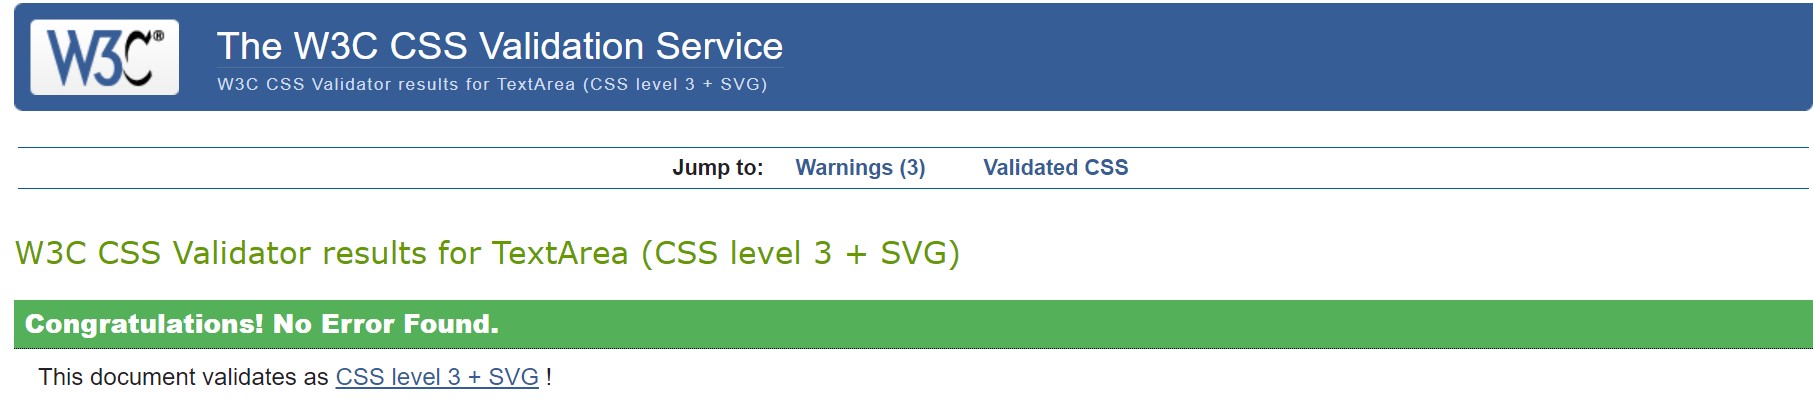 W3C®
The W3C CSS Validation Service
W3C CSS Validator results for TextArea (CSS level 3 + SVG)
Jump to: Warnings (3) Validated CSS
W3C CSS Validator results for TextArea (CSS level 3 + SVG)
Congratulations! No Error Found.
This document validates as CSS level 3 + SVG !